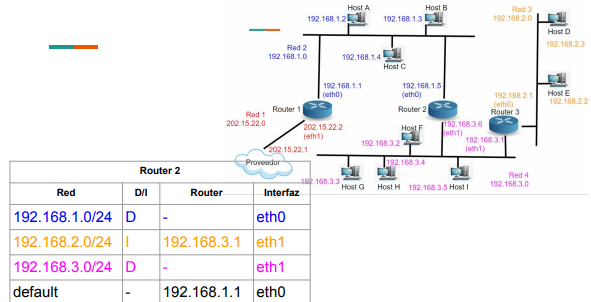 Host A
192.168.1.2
Host B
192.168.1.3
Red 3
192.168.2.0
Host D
192.168.2.3
Red 2
192.168.1.0
192.168.1.4
Host C
192.168.1.1
(eth0)
192.168.1.5
(eth0)
Host E
192.168.2.2
192.168.2.1
(eth0)
Router 3
Router 1
Router 2
Red 1
202.15.22.0
202.15.22.2
(eth1)
192.168.3.6
(eth1)
192.168.3.1
(eth1)
Host F
192.168.3.2
202.15.22.1
Proveedor
192.168.3.4
192.168.3.3
Host G
Host H
192.168.3.5
Host I
Red 4
192.168.3.0
Router 2
Red D/I Router Interfaz
192.168.1.0/24 D - eth0
192.168.2.0/24 I 192.168.3.1 eth1
192.168.3.0/24 D - eth1
default - 192.168.1.1 eth0